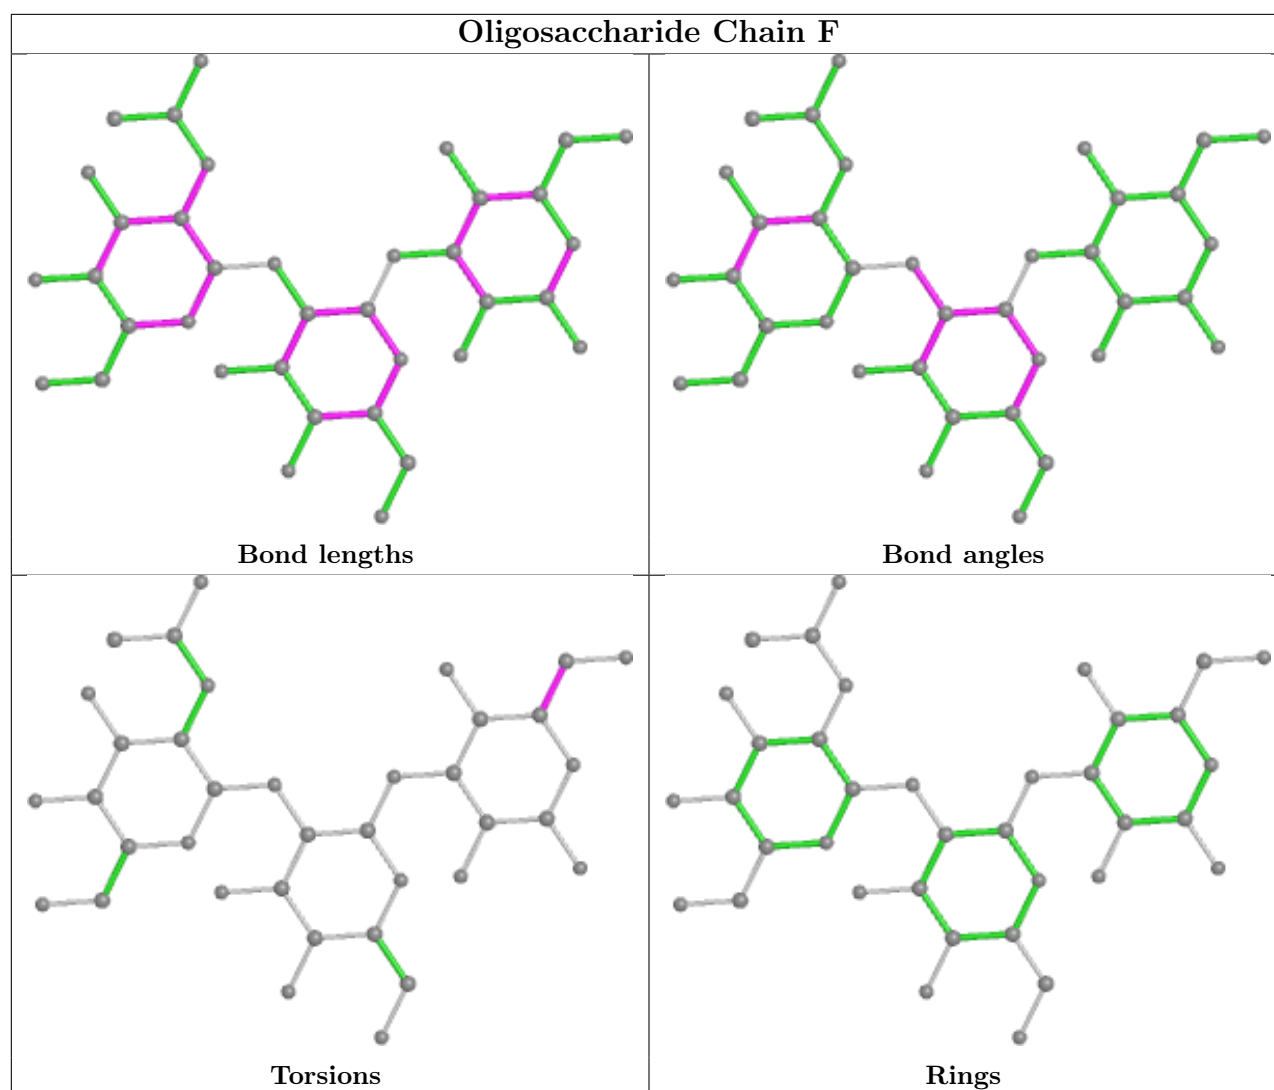 Oligosaccharide Chain F
Bond lengths
Bond angles
Torsions
Rings